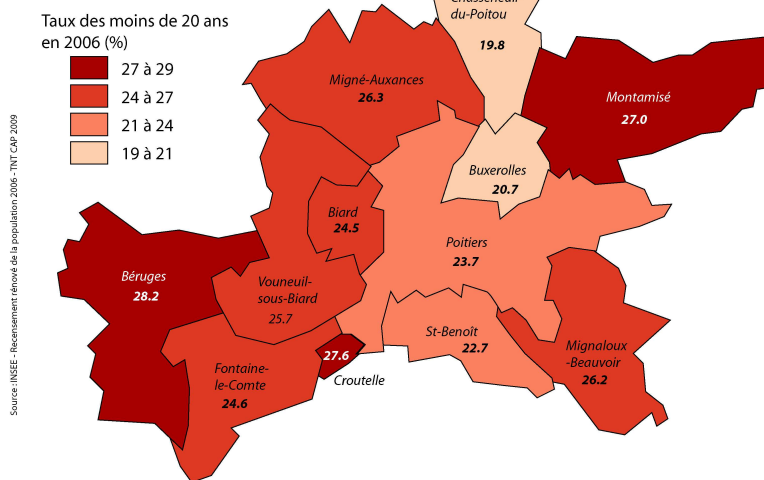 Taux des moins de 20 ans
en 2006 (%)
27 à 29
24 à 27
21 à 24
19 à 21
Source : INSEE - Recensement rénové de la population 2006 - TNT CAP 2009
Chasseneuil
du-Poitou
19.8
Migné-Auxances
26.3
Montamisé
27.0
Buxerolles
20.7
Biard
24.5
Poitiers
23.7
Béruges
28.2
Vouneuil-
sous-Biard
25.7
St-Benoît
22.7
Mignaloux
-Beauvoir
26.2
27.6
Croutelle
Fontaine-
le-Comte
24.6